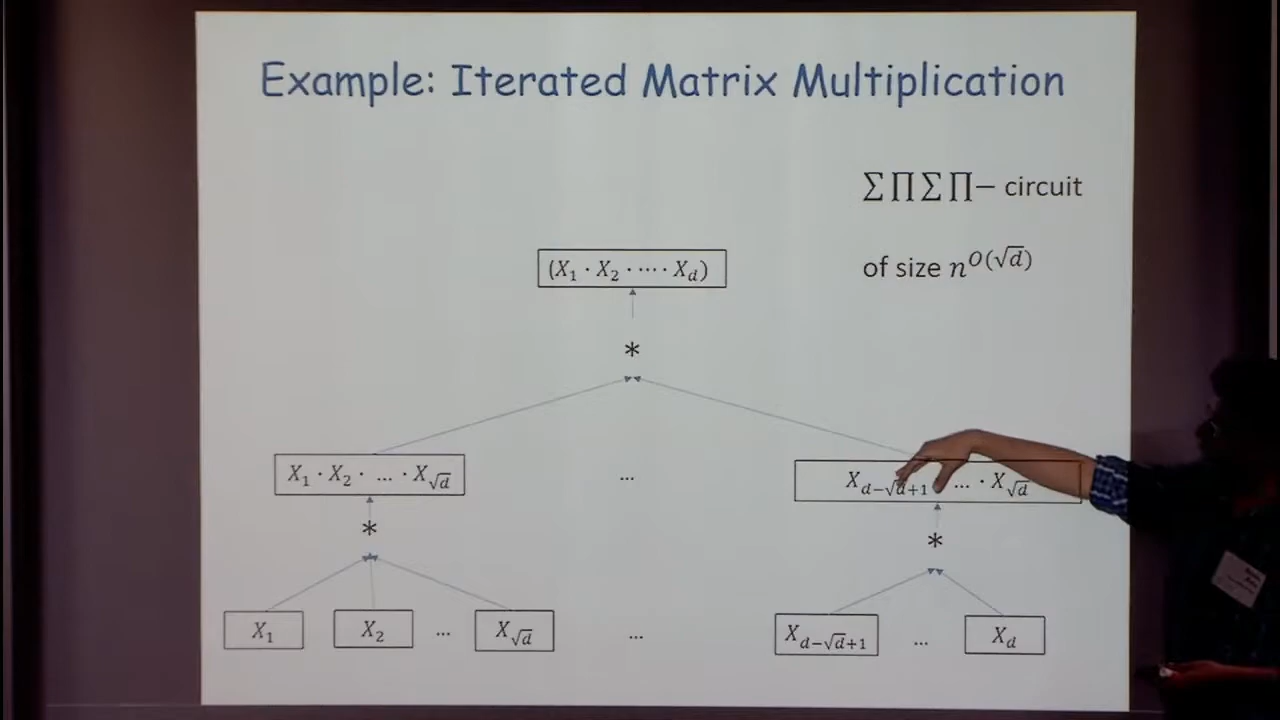 Example: Iterated Matrix Multiplication
∑∏∑∏− circuit
of size n^{O(√d)}
(X₁ · X₂ · ⋯ · X_d)
*
X₁ · X₂ · … · X_{√d}
...
X_{d−√d+1} … · X_{√d}
*
*
X₁
X₂
...
X_{√d}
...
X_{d−√d+1}
...
X_d